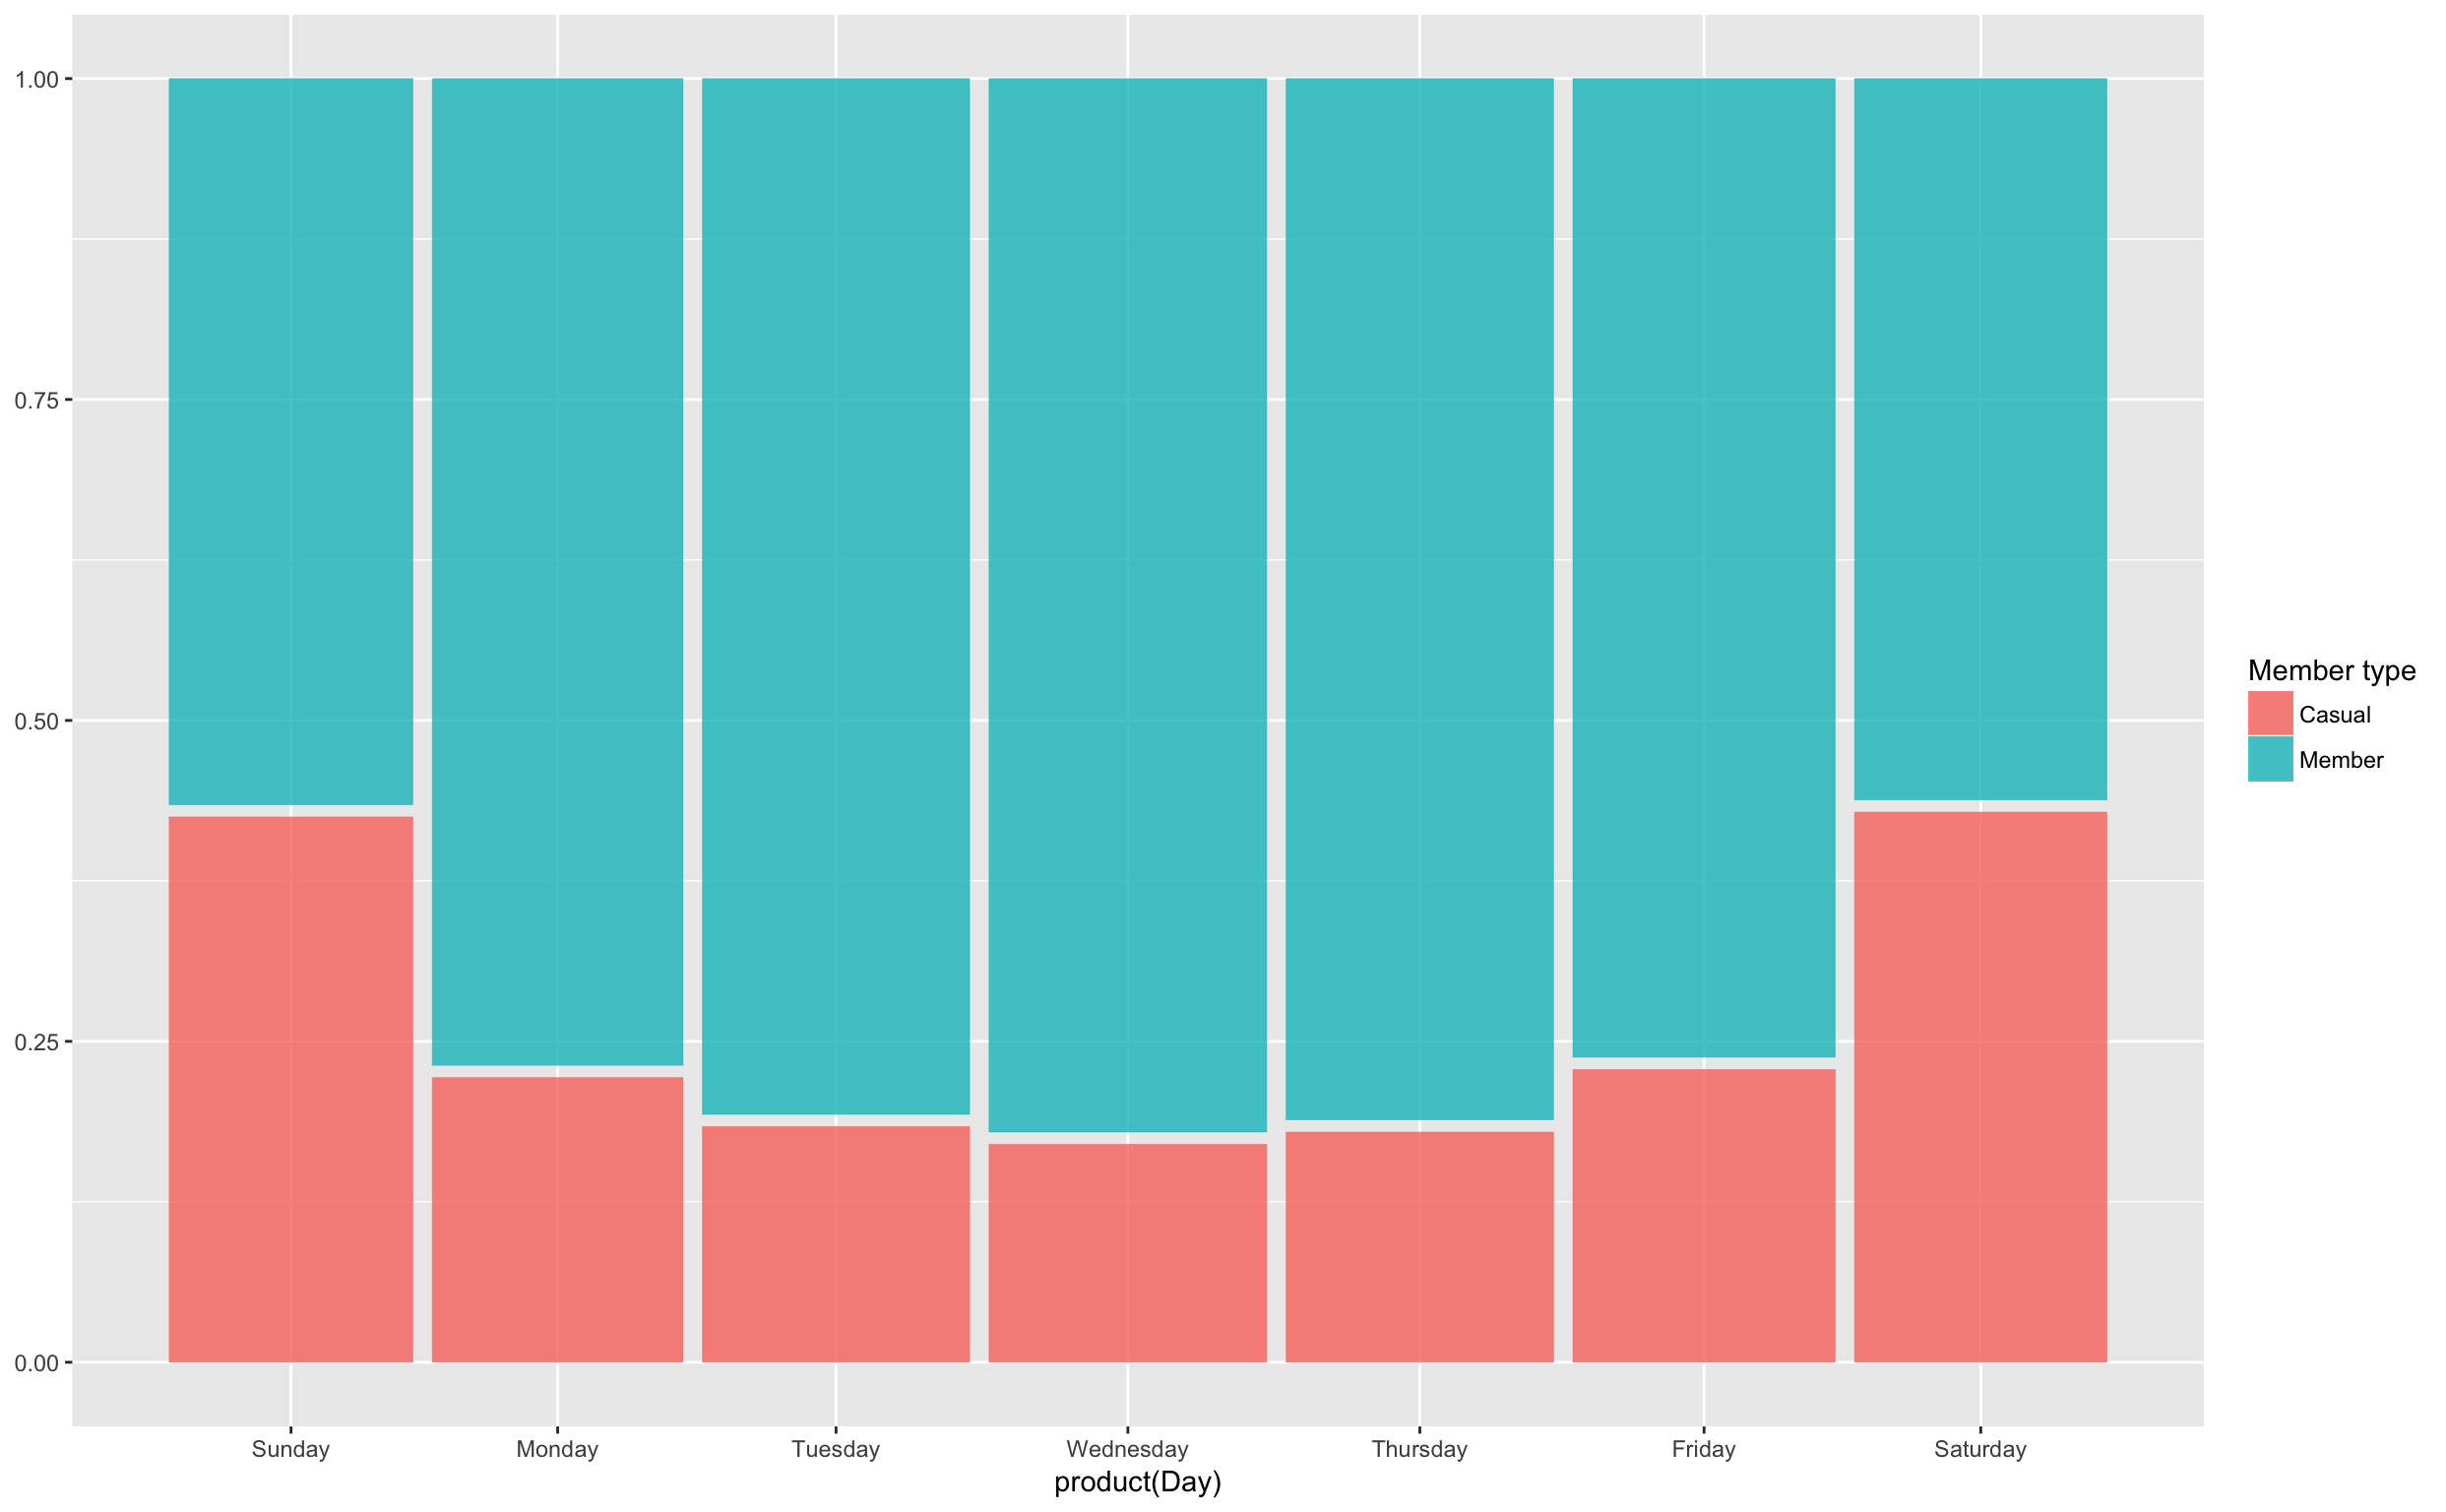 1.00
0.75
0.50
0.25
0.00
Sunday Monday Tuesday Wednesday Thursday Friday Saturday
product(Day)
Member type
Casual
Member